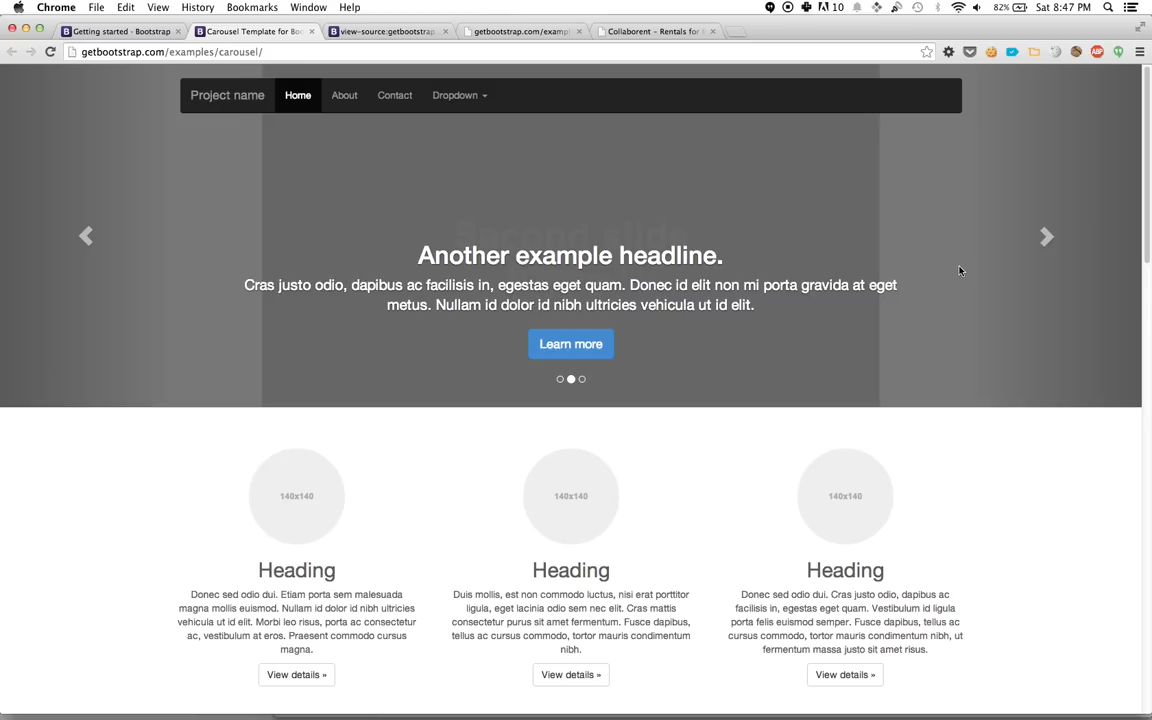 Chrome File Edit View History Bookmarks Window Help 10 82% Sat 8:47 PM
Getting started · Bootstrap Carousel Template for Boo view-source:getbootstrap. getbootstrap.com/examp Collaborent – Rentals for
getbootstrap.com/examples/carousel/
Project name Home About Contact Dropdown
Second slide
Another example headline.
Cras justo odio, dapibus ac facilisis in, egestas eget quam. Donec id elit non mi porta gravida at eget
metus. Nullam id dolor id nibh ultricies vehicula ut id elit.
Learn more
140x140 140x140 140x140
Heading Heading Heading
Donec sed odio dui. Etiam porta sem malesuada
magna mollis euismod. Nullam id dolor id nibh ultricies
vehicula ut id elit. Morbi leo risus, porta ac consectetur
ac, vestibulum at eros. Praesent commodo cursus
magna.
View details »
Duis mollis, est non commodo luctus, nisi erat porttitor
ligula, eget lacinia odio sem nec elit. Cras mattis
consectetur purus sit amet fermentum. Fusce dapibus,
tellus ac cursus commodo, tortor mauris condimentum
nibh.
View details »
Donec sed odio dui. Cras justo odio, dapibus ac
facilisis in, egestas eget quam. Vestibulum id ligula
porta felis euismod semper. Fusce dapibus, tellus ac
cursus commodo, tortor mauris condimentum nibh, ut
fermentum massa justo sit amet risus.
View details »